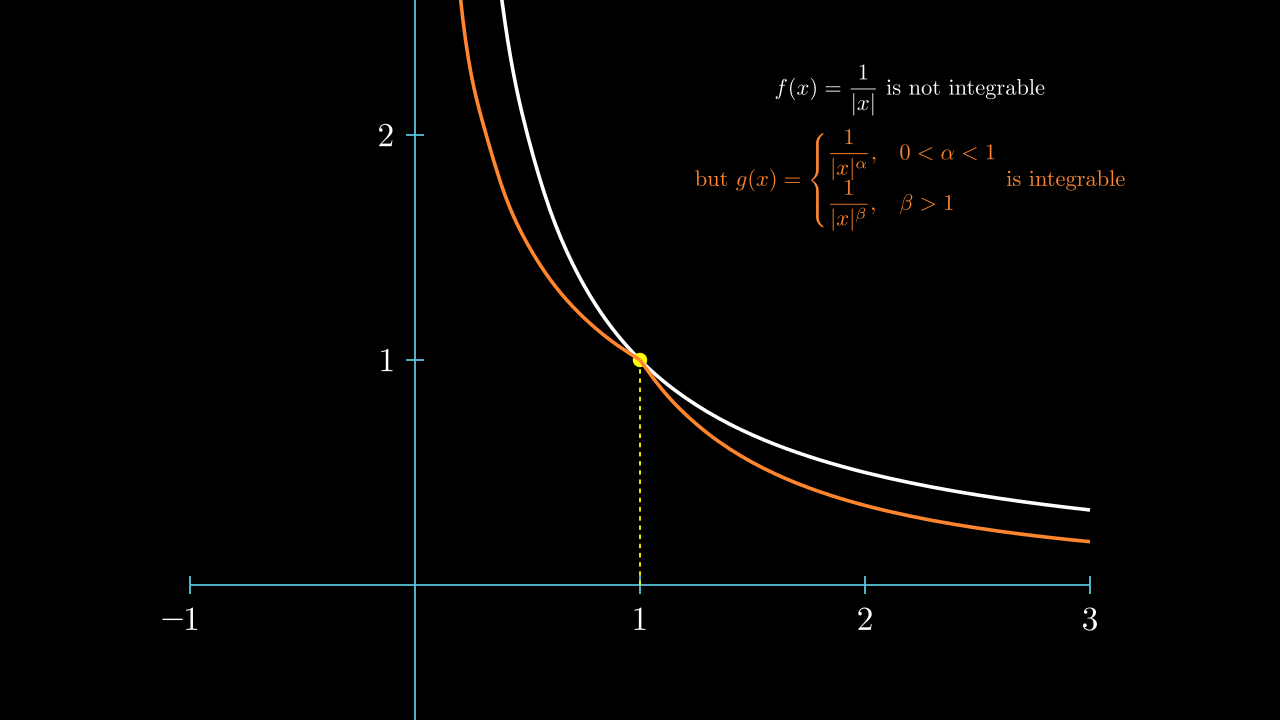 f(x) = 1/|x| is not integrable
but g(x) = { 1/|x|^α, 0 < α < 1
1/|x|^β, β > 1 is integrable
2
1
−1 1 2 3